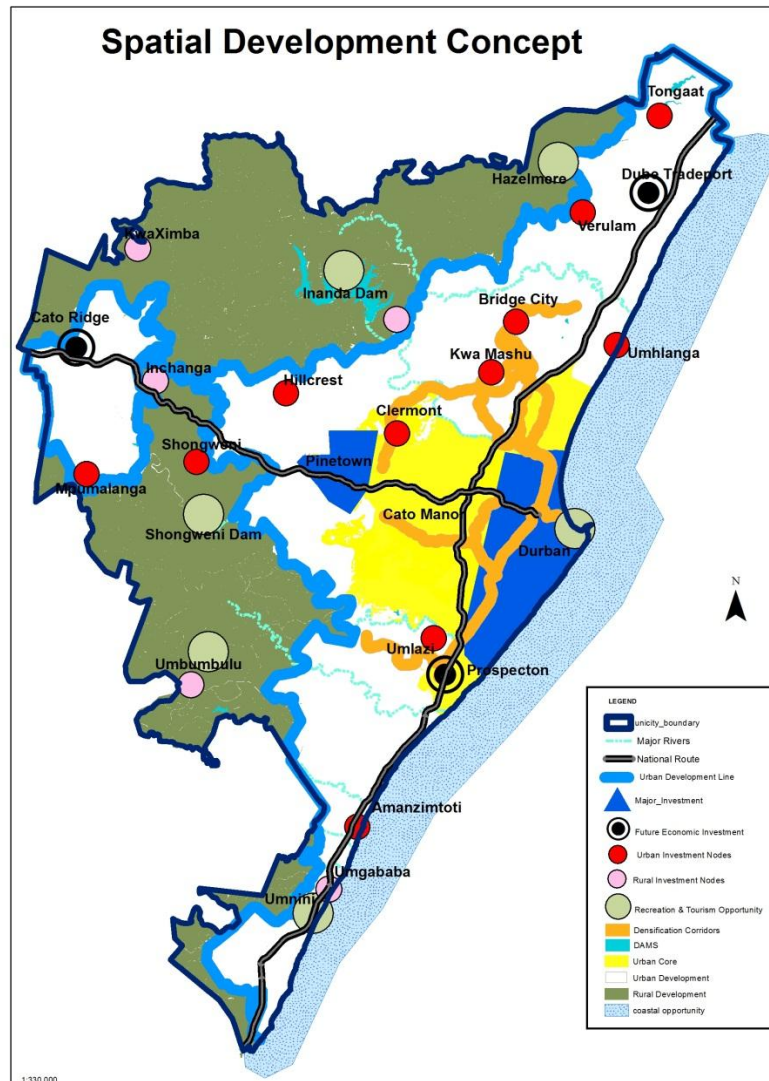 Spatial Development Concept
Tongaat
Hazelmere
Dube Tradeport
Verulam
KwaXimba
Inanda Dam
Bridge City
Cato Ridge
Umhlanga
Kwa Mashu
Inchanga
Hillcrest
Clermont
Shongweni
Pinetown
Mpumalanga
Cato Manor
Shongweni Dam
Durban
N
Umlazi
Umbumbulu
Prospecton
Amanzimtoti
Umgababa
Umnini
LEGEND
unicity_boundary
Major Rivers
National Route
Urban Development Line
Major_Investment
Future Economic Investment
Urban Investment Nodes
Rural Investment Nodes
Recreation & Tourism Opportunity
Densification Corridors
DAMS
Urban Core
Urban Development
Rural Development
coastal opportunity
1:330 000